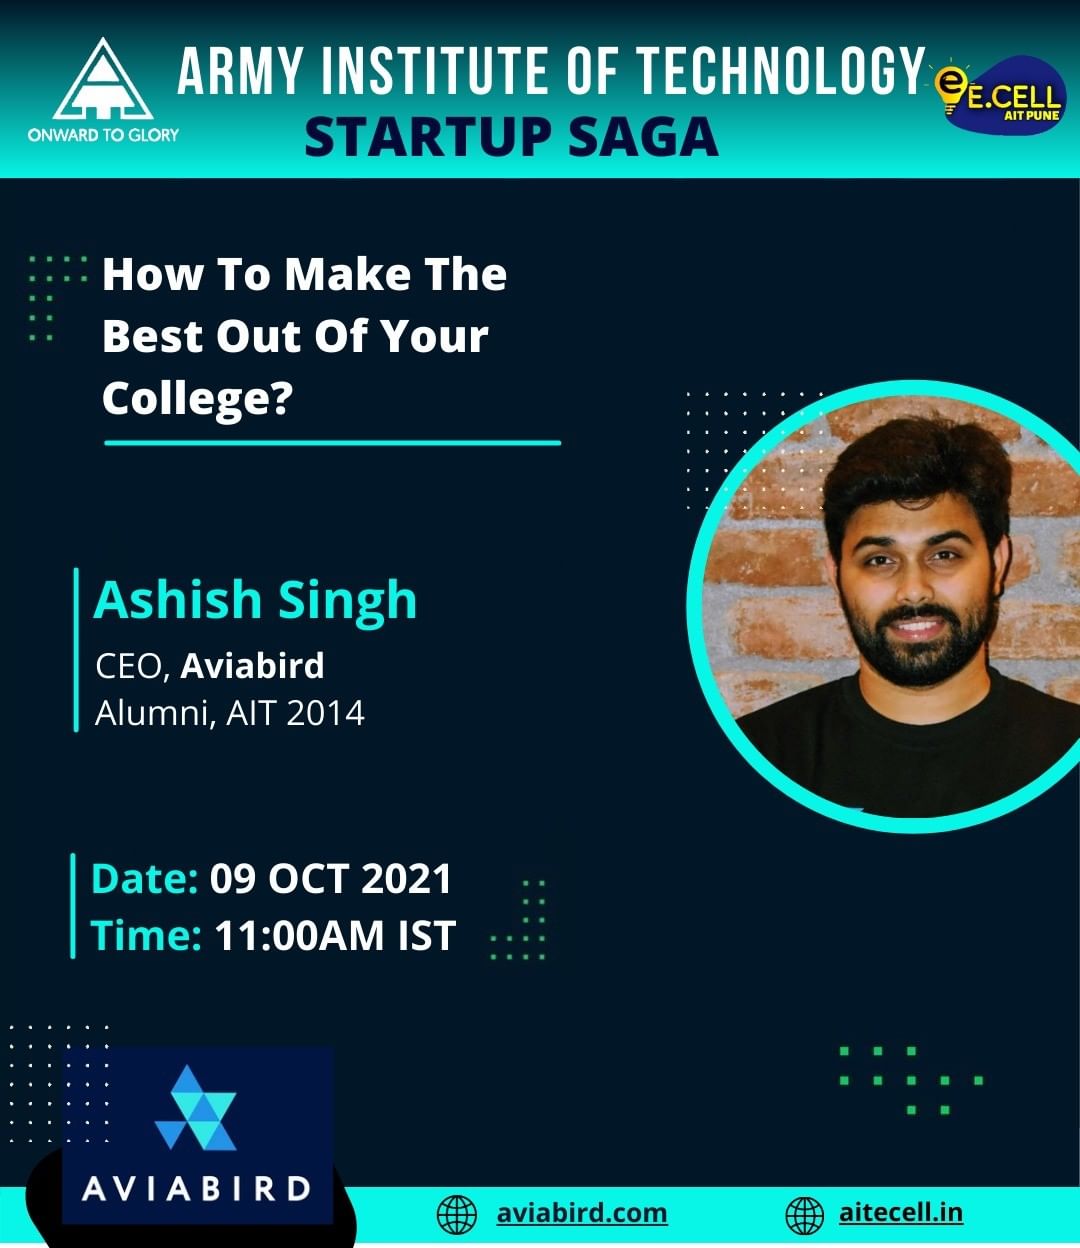 ARMY INSTITUTE OF TECHNOLOGY
STARTUP SAGA
ONWARD TO GLORY
e E.CELL
AIT PUNE
How To Make The
Best Out Of Your
College?
Ashish Singh
CEO, Aviabird
Alumni, AIT 2014
Date: 09 OCT 2021
Time: 11:00AM IST
AVIABIRD
aviabird.com
aitecell.in